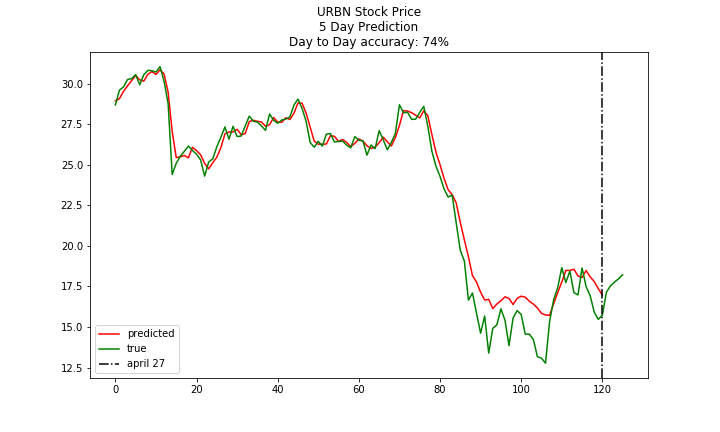 URBN Stock Price
5 Day Prediction
Day to Day accuracy: 74%
30.0
27.5
25.0
22.5
20.0
17.5
15.0
12.5
predicted
true
april 27
0
20
40
60
80
100
120